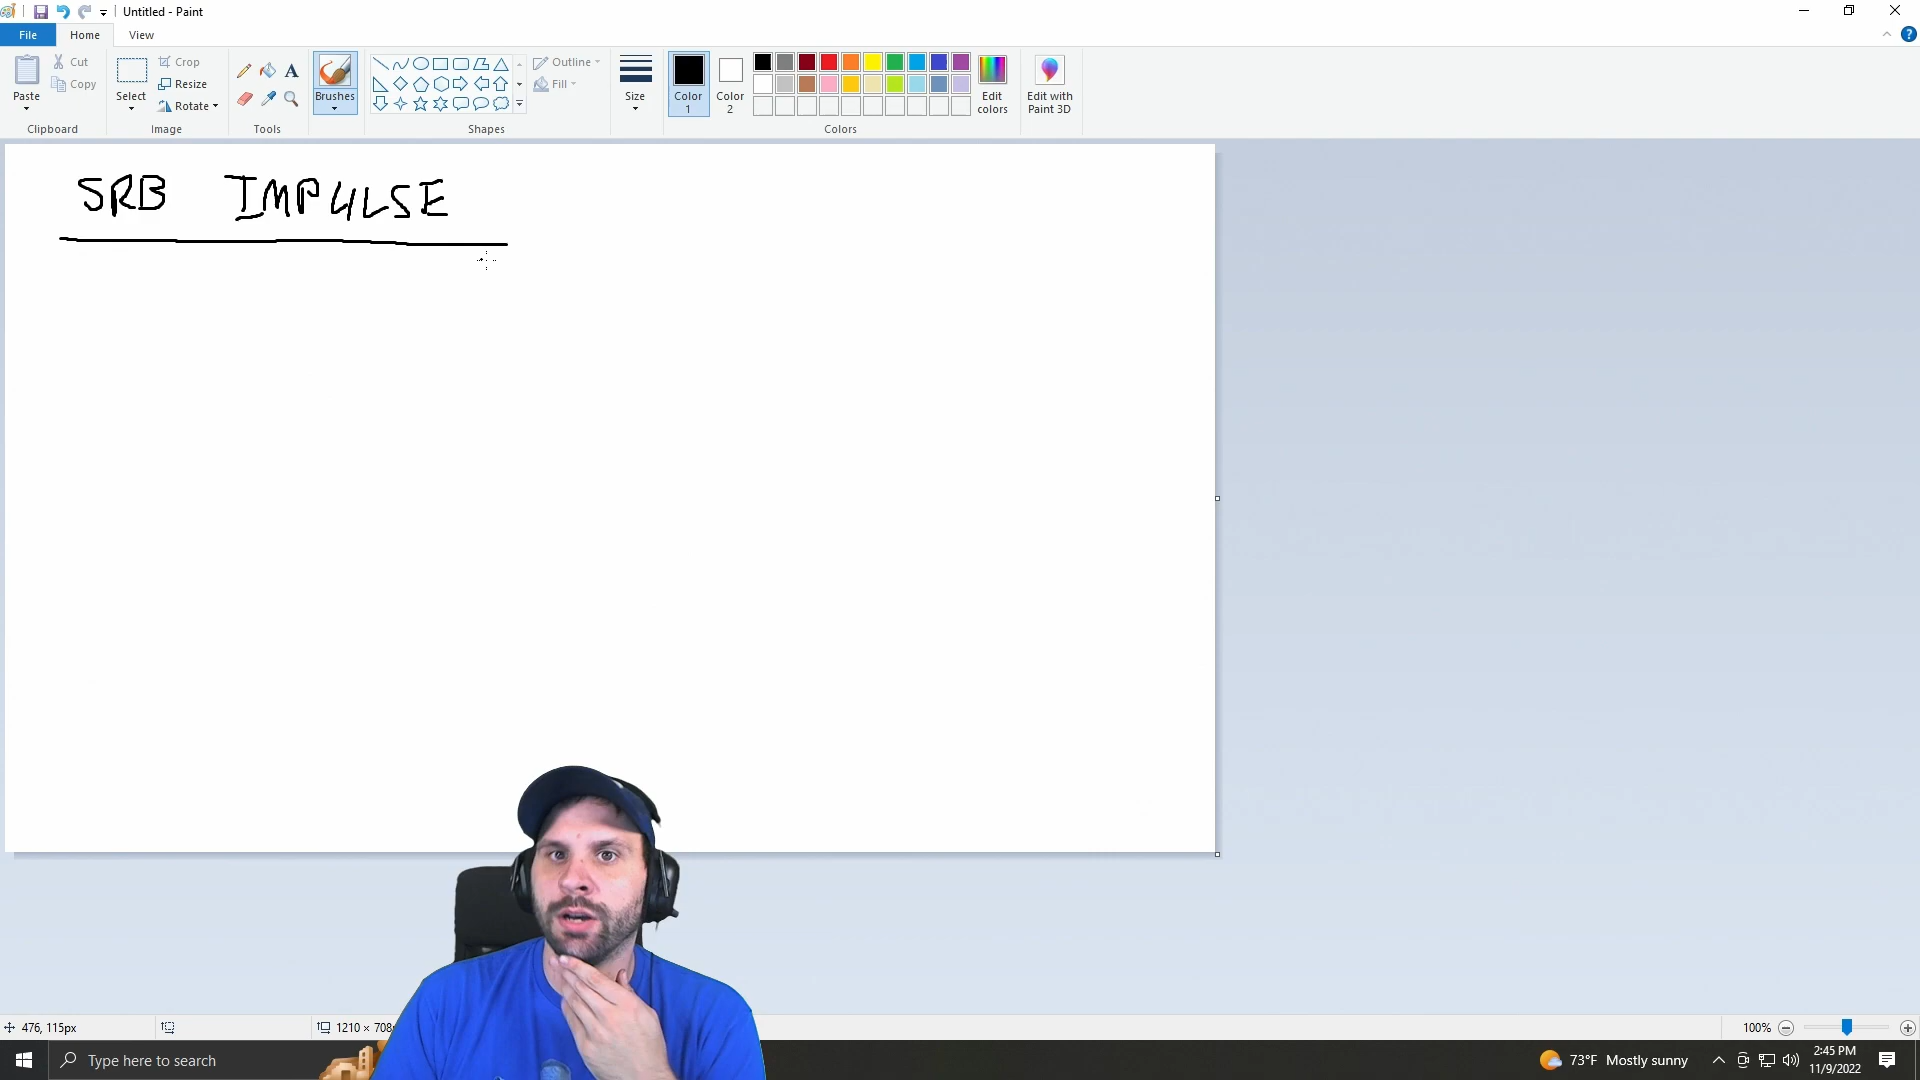 Untitled - Paint
File Home View
Paste
Cut
Copy
Clipboard
Select
Crop
Resize
Rotate
Image
Tools
Brushes
Shapes
Outline
Fill
Size
Color 1
Color 2
Colors
Edit colors
Edit with Paint 3D
SRB IMPULSE
476, 115px
1210 × 708
100%
Type here to search
73°F Mostly sunny
2:45 PM
11/9/2022